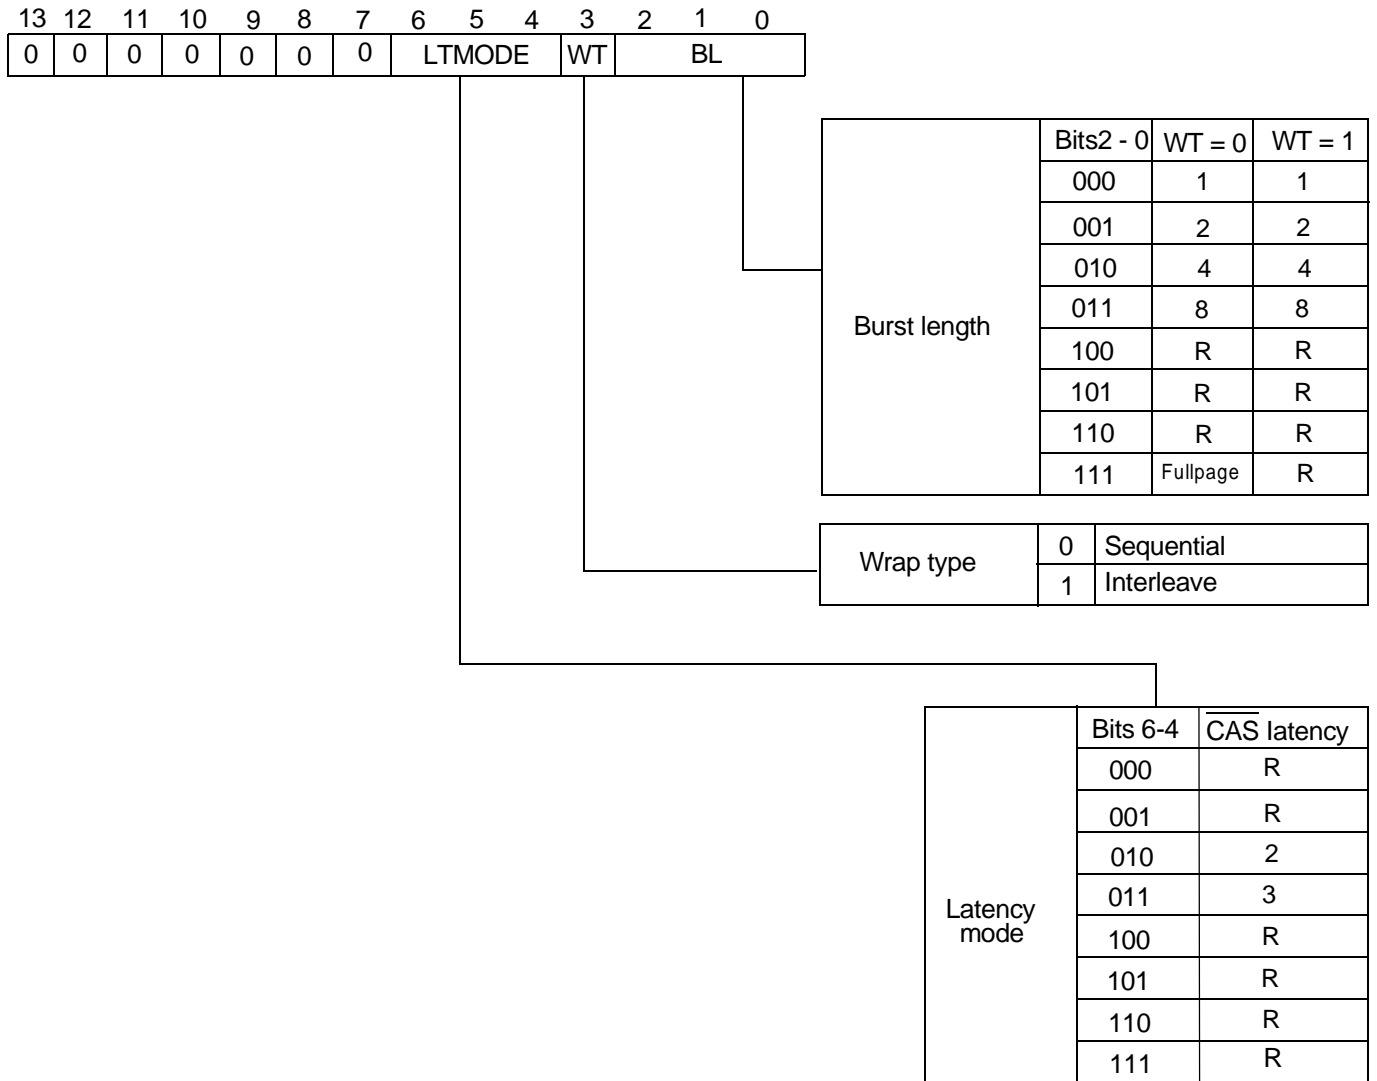 13 12 11 10 9 8 7 6 5 4 3 2 1 0
0 0 0 0 0 0 0 LTMODE WT BL
Burst length
Bits2 - 0 WT = 0 WT = 1
000 1 1
001 2 2
010 4 4
011 8 8
100 R R
101 R R
110 R R
111 Fullpage R
Wrap type
0 Sequential
1 Interleave
Latency
mode
Bits 6-4 C̅A̅S̅ latency
000 R
001 R
010 2
011 3
100 R
101 R
110 R
111 R